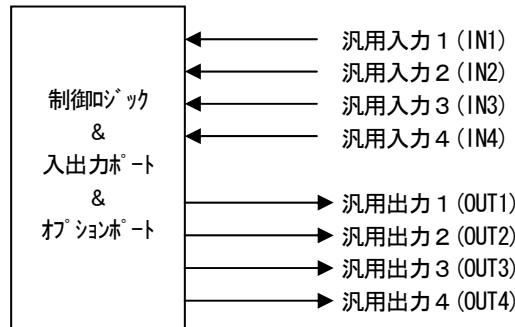 制御ﾛｼﾞｯｸ
&
入出力ﾎﾟｰﾄ
&
ｵﾌﾟｼｮﾝﾎﾟｰﾄ
汎用入力１(IN1)
汎用入力２(IN2)
汎用入力３(IN3)
汎用入力４(IN4)
汎用出力１(OUT1)
汎用出力２(OUT2)
汎用出力３(OUT3)
汎用出力４(OUT4)